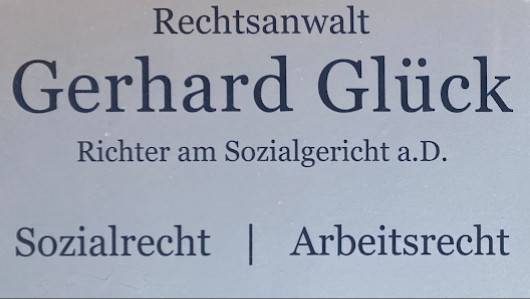 Rechtsanwalt
Gerhard Glück
Richter am Sozialgericht a.D.
Sozialrecht | Arbeitsrecht